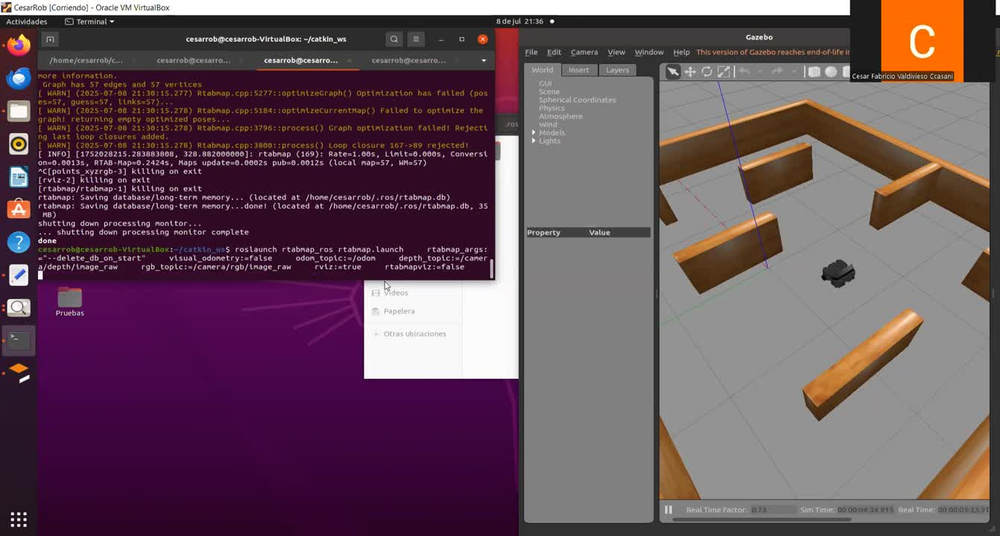 CesarRob [Corriendo] - Oracle VM VirtualBox
Actividades
Terminal
8 de jul 21:36
cesarrob@cesarrob-VirtualBox: ~/catkin_ws
/home/cesarrob/c...
cesarrob@cesarro...
cesarrob@cesarro...
cesarrob@cesarro...
more information.
Graph has 57 edges and 57 vertices
[ WARN] (2025-07-08 21:30:15.277) Rtabmap.cpp:5277::optimizeGraph() Optimization has failed (pos
es=57, guess=57, links=57)...
[ WARN] (2025-07-08 21:30:15.278) Rtabmap.cpp:5184::optimizeCurrentMap() Failed to optimize the
graph! returning empty optimized poses...
[ WARN] (2025-07-08 21:30:15.278) Rtabmap.cpp:3796::process() Graph optimization failed! Rejecti
ng last loop closures added.
[ WARN] (2025-07-08 21:30:15.278) Rtabmap.cpp:3800::process() Loop closure 167->89 rejected!
[ INFO] [1752028215.283883808, 328.882000000]: rtabmap (169): Rate=1.00s, Limit=0.000s, Conversi
on=0.0013s, RTAB-Map=0.2424s, Maps update=0.0002s pub=0.0012s (local map=57, WM=57)
^C[points_xyzrgb-3] killing on exit
[rviz-2] killing on exit
[rtabmap/rtabmap-1] killing on exit
rtabmap: Saving database/long-term memory... (located at /home/cesarrob/.ros/rtabmap.db)
rtabmap: Saving database/long-term memory...done! (located at /home/cesarrob/.ros/rtabmap.db, 35
MB)
shutting down processing monitor...
... shutting down processing monitor complete
done
cesarrob@cesarrob-VirtualBox:~/catkin_ws$ roslaunch rtabmap_ros rtabmap.launch rtabmap_args:
="--delete_db_on_start" visual_odometry:=false odom_topic:=/odom depth_topic:=/camer
a/depth/image_raw rgb_topic:=/camera/rgb/image_raw rviz:=true rtabmapviz:=false
Pruebas
.ros
Vídeos
Papelera
+ Otras ubicaciones
Gazebo
File Edit Camera View Window Help This version of Gazebo reaches end-of-life in
World Insert Layers
GUI
Scene
Spherical Coordinates
Physics
Atmosphere
Wind
Models
Lights
Property Value
C
Cesar Fabricio Valdivieso Ccasani
Real Time Factor: 0.73 Sim Time: 00 00:04:34.915 Real Time: 00 00:03:23.91